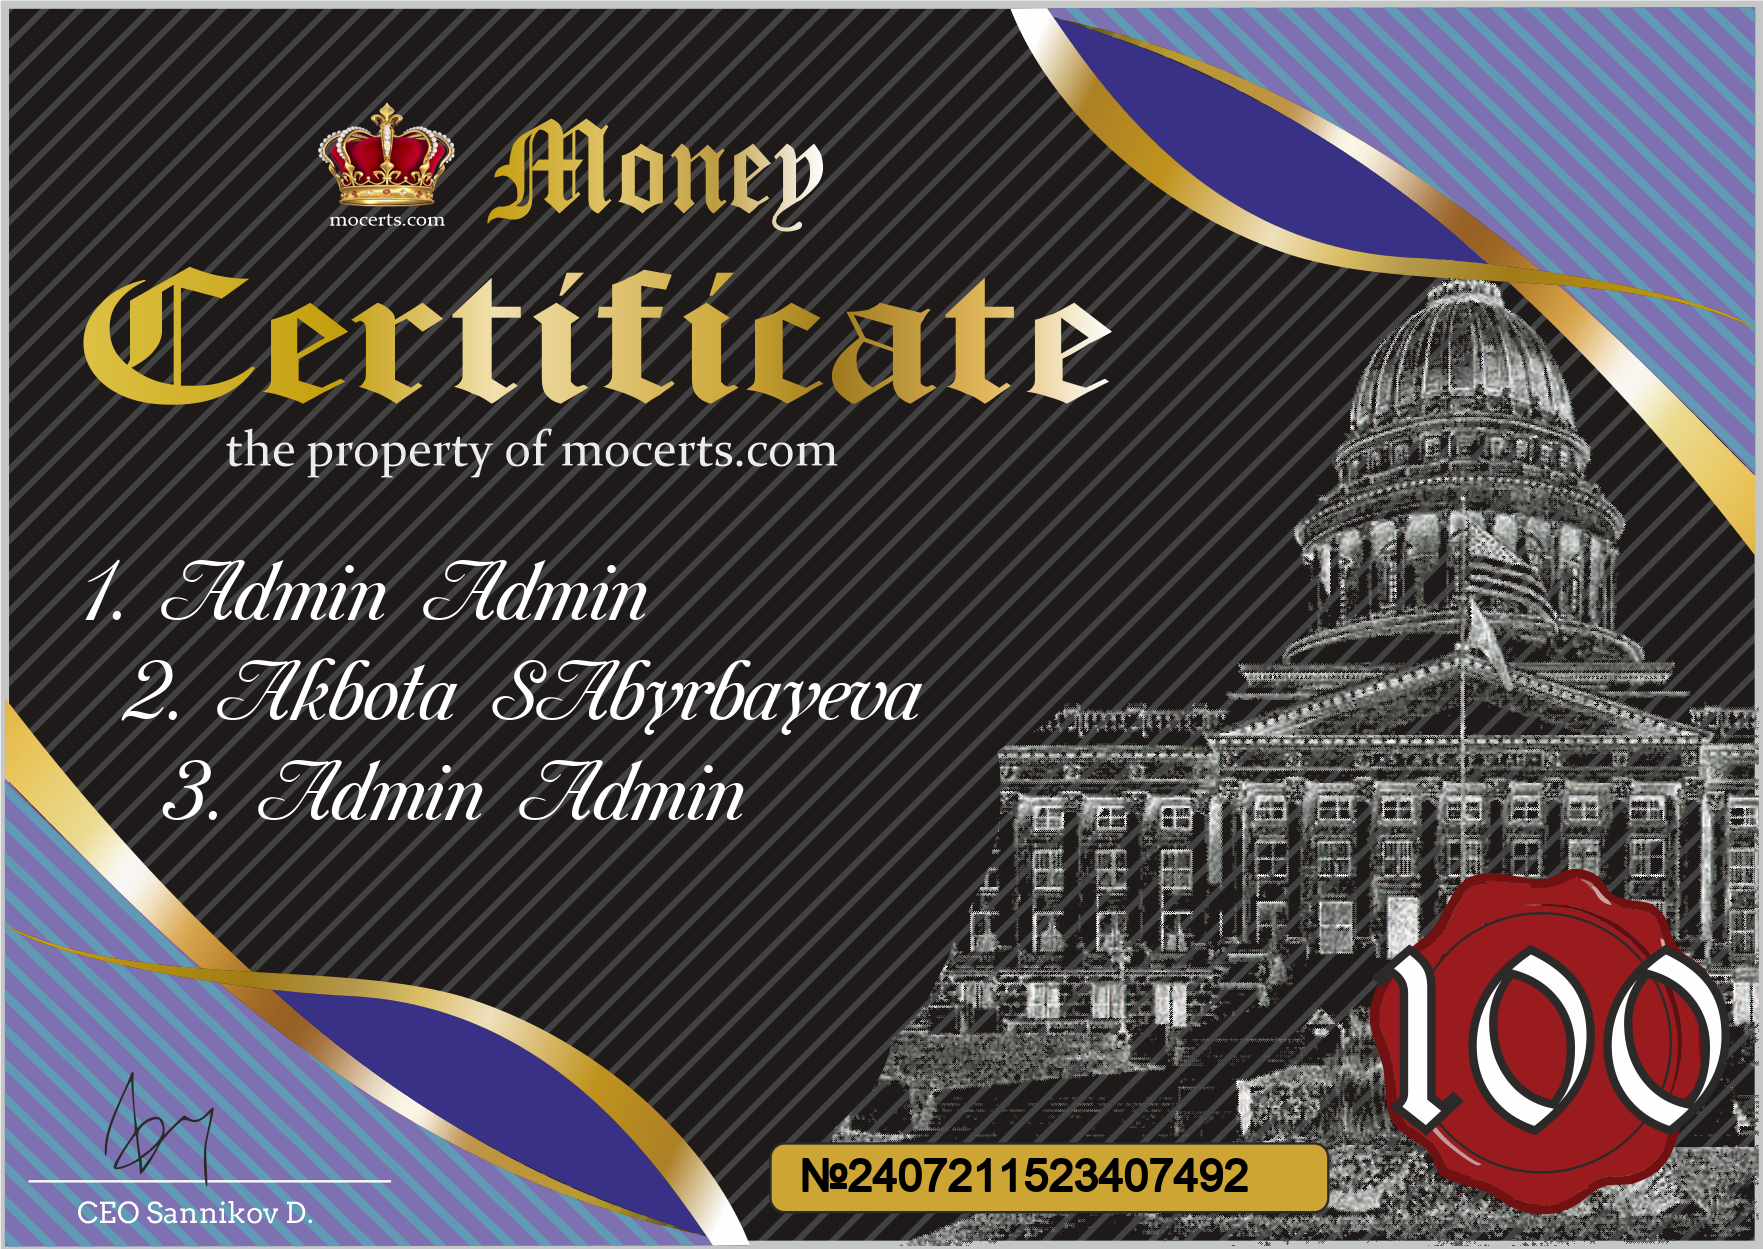 mocerts.com
Money
Certificate
the property of mocerts.com
1. Admin Admin
2. Akbota SAbyrbayeva
3. Admin Admin
100
№2407211523407492
CEO Sannikov D.